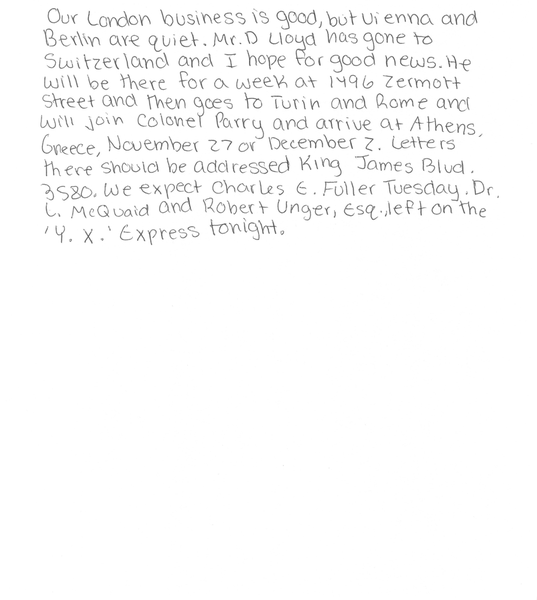 Our London business is good, but Vienna and
Berlin are quiet. Mr. D Lloyd has gone to
Switzerland and I hope for good news. He
will be there for a week at 1496 Zermott
Street and then goes to Turin and Rome and
will join Colonel Parry and arrive at Athens,
Greece, November 27 or December 2. Letters
there should be addressed King James Blvd.
3580. We expect Charles E. Fuller Tuesday. Dr.
L. McQuaid and Robert Unger, Esq., left on the
'Y. X.' Express tonight.